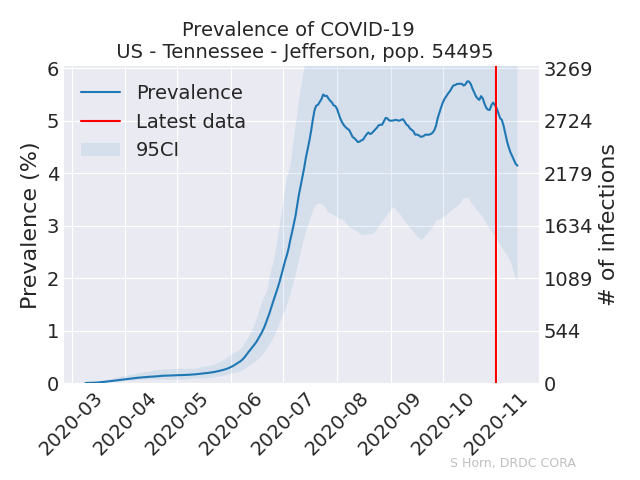 Prevalence of COVID-19
US - Tennessee - Jefferson, pop. 54495
Prevalence
Latest data
95CI
Prevalence (%)
6
5
4
3
2
1
0
3269
2724
2179
1634
1089
544
0
# of infections
2020-03
2020-04
2020-05
2020-06
2020-07
2020-08
2020-09
2020-10
2020-11
S Horn, DRDC CORA